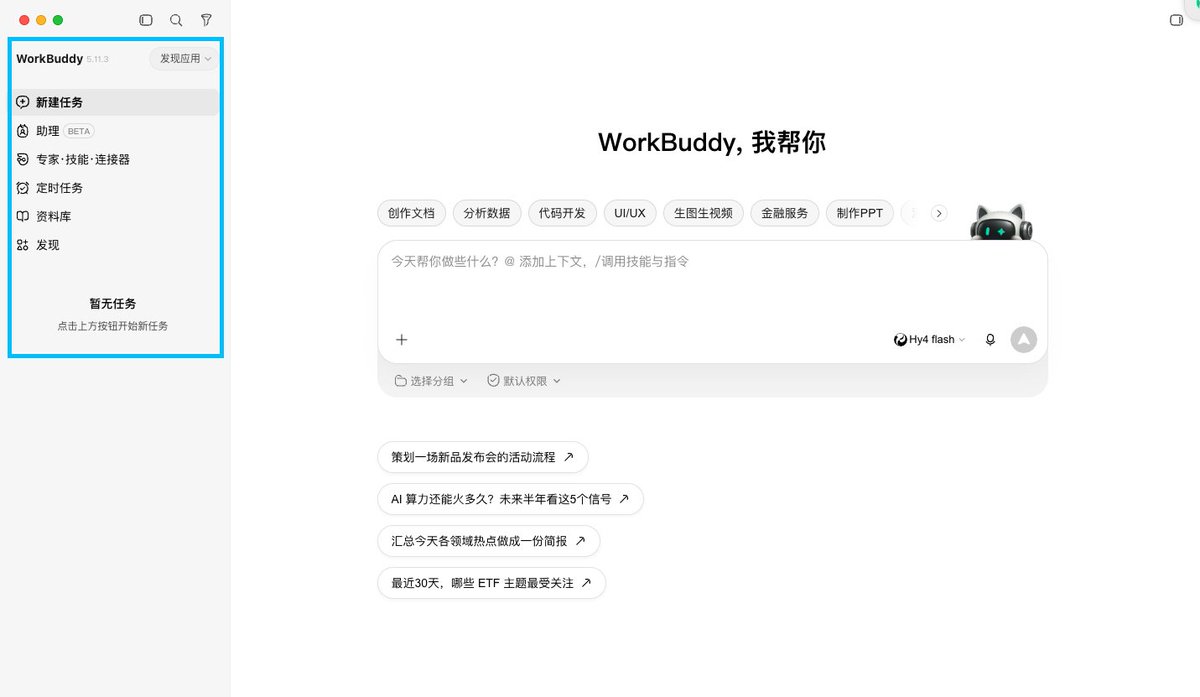 WorkBuddy 5.11.3
发现应用
新建任务
助理 BETA
专家·技能·连接器
定时任务
资料库
发现
暂无任务
点击上方按钮开始新任务
WorkBuddy, 我帮你
创作文档 分析数据 代码开发 UI/UX 生图生视频 金融服务 制作PPT
今天帮你做些什么? @ 添加上下文, /调用技能与指令
Hy4 flash
选择分组 默认权限
策划一场新品发布会的活动流程
AI 算力还能火多久? 未来半年看这5个信号
汇总今天各领域热点做成一份简报
最近30天, 哪些 ETF 主题最受关注